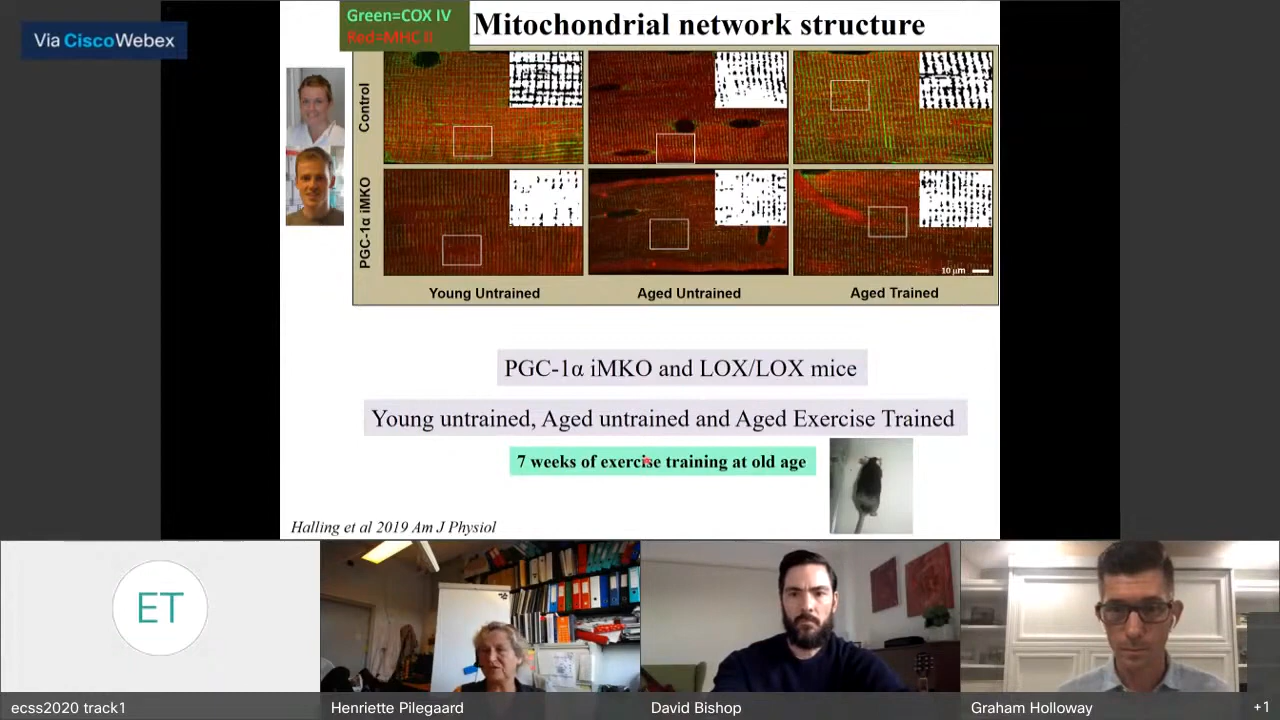 Via CiscoWebex
Green=COX IV
Red=MHC II
Mitochondrial network structure
Control
PGC-1α iMKO
10 µm
Young Untrained
Aged Untrained
Aged Trained
PGC-1α iMKO and LOX/LOX mice
Young untrained, Aged untrained and Aged Exercise Trained
7 weeks of exercise training at old age
Halling et al 2019 Am J Physiol
ET
ecss2020 track1
Henriette Pilegaard
David Bishop
Graham Holloway
+1